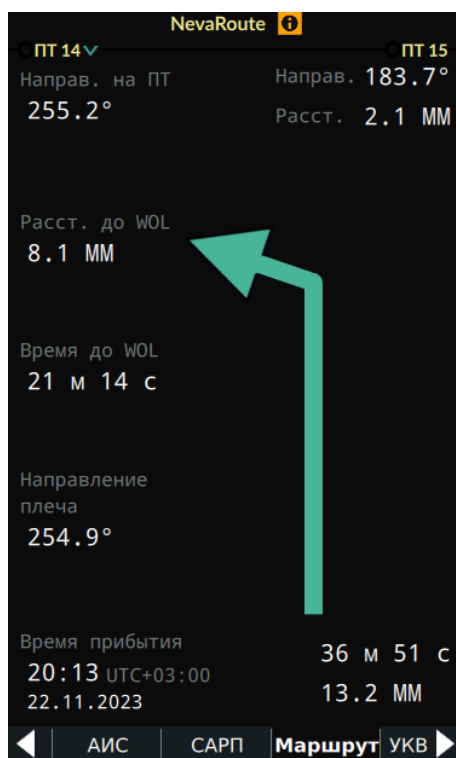 NevaRoute
ПТ 14 ПТ 15
Направ. на ПТ Направ. 183.7°
255.2° Расст. 2.1 ММ
Расст. до WOL
8.1 ММ
Время до WOL
21 м 14 с
Направление
плеча
254.9°
Время прибытия 36 м 51 с
20:13 UTC+03:00
22.11.2023 13.2 ММ
АИС САРП Маршрут УКВ